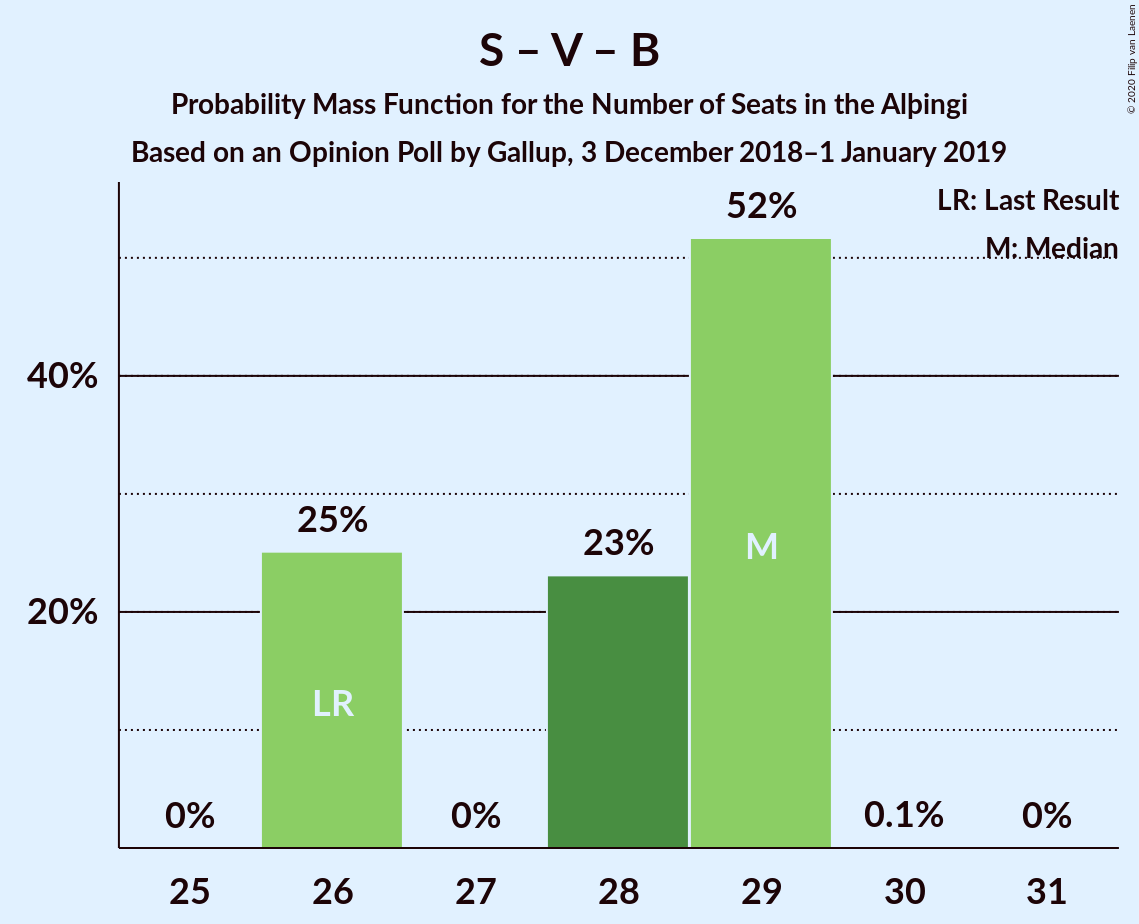 S – V – B
Probability Mass Function for the Number of Seats in the Alþingi
Based on an Opinion Poll by Gallup, 3 December 2018–1 January 2019
© 2020 Filip van Laenen
LR: Last Result
M: Median
52%
40%
25%
23%
M
20%
LR
0%
0%
0.1%
0%
25 26 27 28 29 30 31